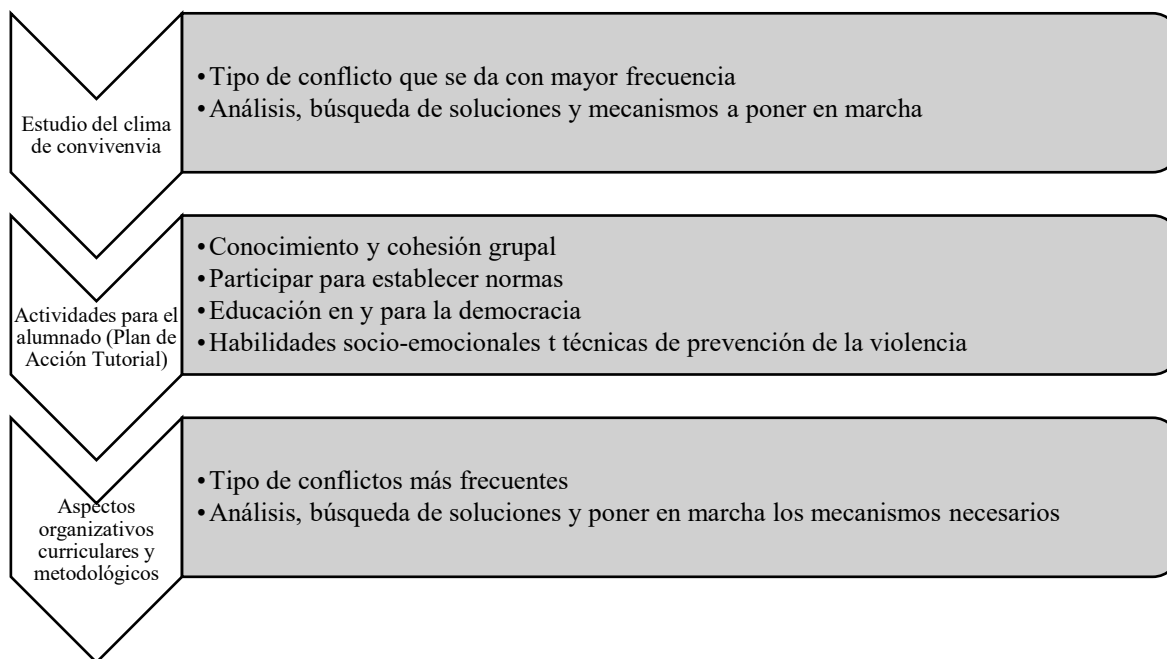 Estudio del clima
de convivenvia
•Tipo de conflicto que se da con mayor frecuencia
•Análisis, búsqueda de soluciones y mecanismos a poner en marcha
Actividades para el
alumnado (Plan de
Acción Tutorial)
•Conocimiento y cohesión grupal
•Participar para establecer normas
•Educación en y para la democracia
•Habilidades socio-emocionales t técnicas de prevención de la violencia
Aspectos
organizativos
curriculares y
metodológicos
•Tipo de conflictos más frecuentes
•Análisis, búsqueda de soluciones y poner en marcha los mecanismos necesarios